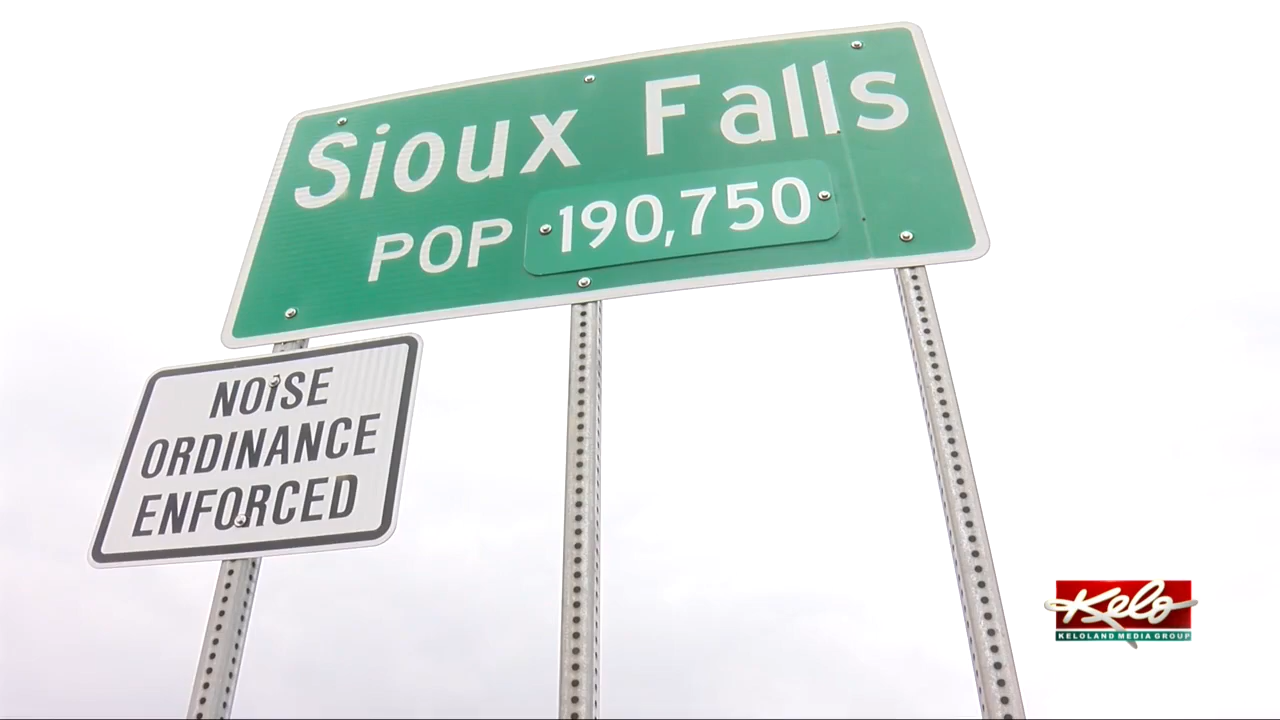 Sioux Falls
POP 190,750
NOISE
ORDINANCE
ENFORCED
Kelo
KELOLAND MEDIA GROUP